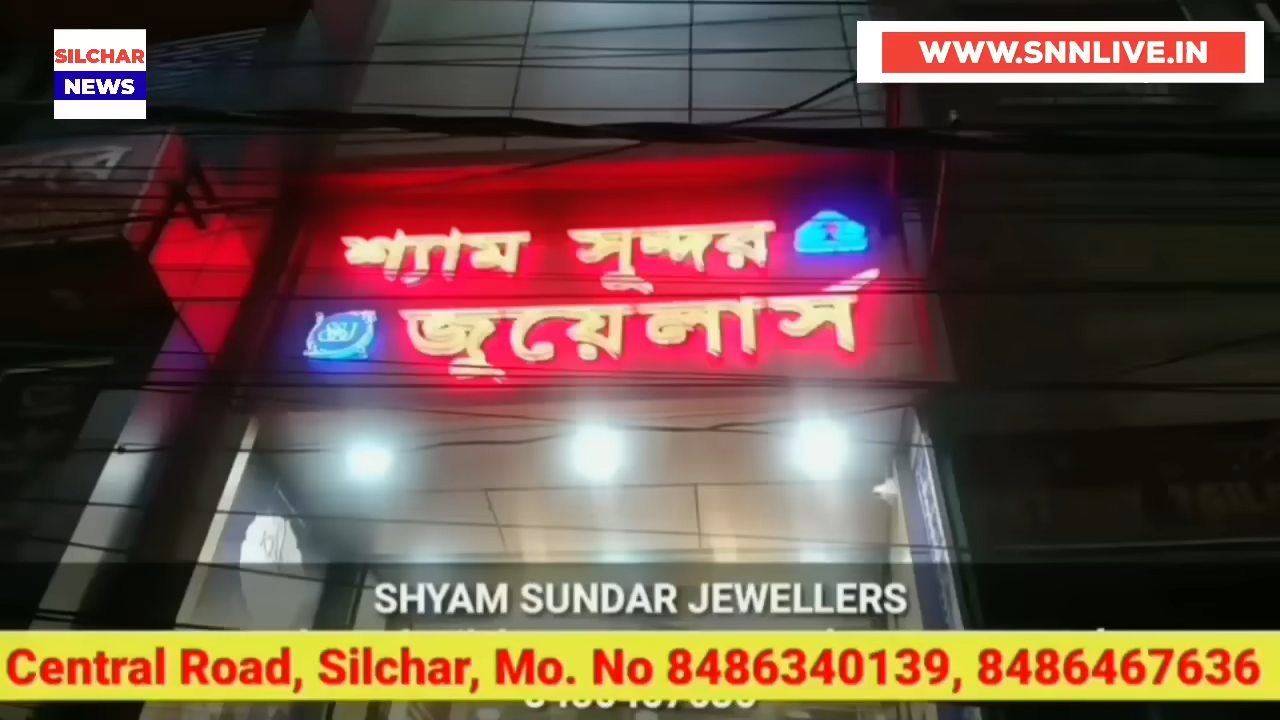 SILCHAR
NEWS
WWW.SNNLIVE.IN
শ্যাম সুন্দর
জুয়েলার্স
SHYAM SUNDAR JEWELLERS
Central Road, Silchar, Mo. No 8486340139, 8486467636